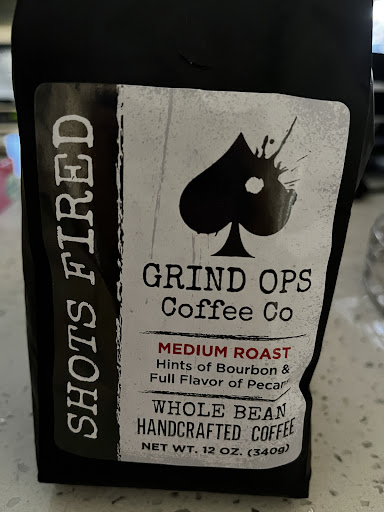 SHOTS FIRED
GRIND OPS
Coffee Co
MEDIUM ROAST
Hints of Bourbon &
Full Flavor of Pecan
WHOLE BEAN
HANDCRAFTED COFFEE
NET WT. 12 OZ. (340g)